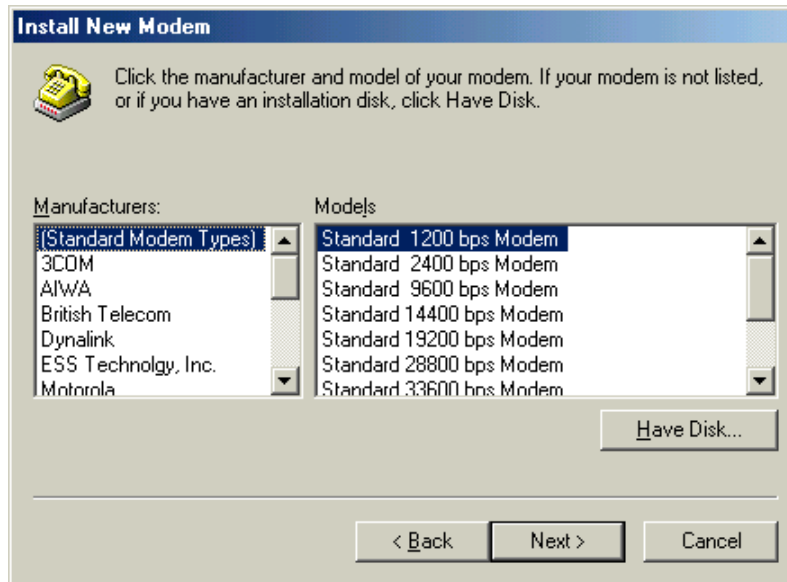 Install New Modem
Click the manufacturer and model of your modem. If your modem is not listed,
or if you have an installation disk, click Have Disk.
Manufacturers:
(Standard Modem Types)
3COM
AIWA
British Telecom
Dynalink
ESS Technolgy, Inc.
Motorola
Models
Standard 1200 bps Modem
Standard 2400 bps Modem
Standard 9600 bps Modem
Standard 14400 bps Modem
Standard 19200 bps Modem
Standard 28800 bps Modem
Standard 33600 bps Modem
Have Disk...
< Back
Next >
Cancel